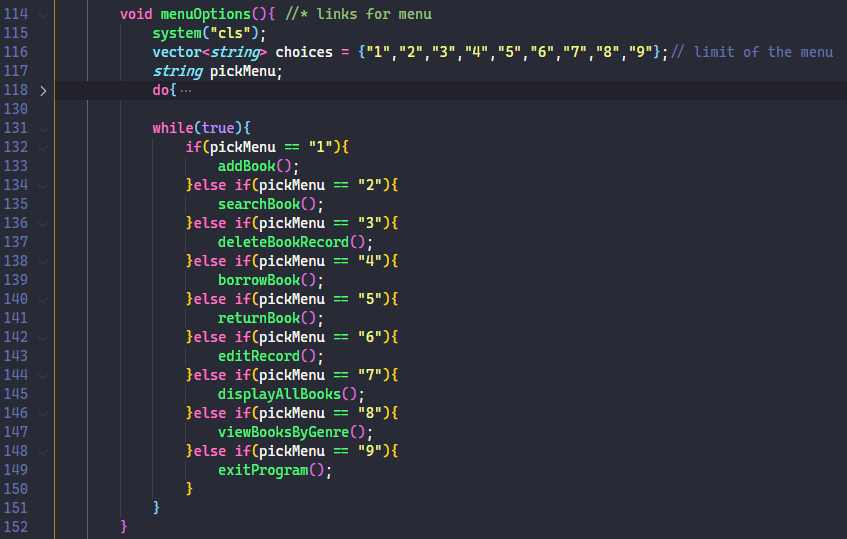 114 void menuOptions(){ //* links for menu
115 system("cls");
116 vector<string> choices = {"1","2","3","4","5","6","7","8","9"};// limit of the menu
117 string pickMenu;
118 do{ ···
130
131 while(true){
132 if(pickMenu == "1"){
133 addBook();
134 }else if(pickMenu == "2"){
135 searchBook();
136 }else if(pickMenu == "3"){
137 deleteBookRecord();
138 }else if(pickMenu == "4"){
139 borrowBook();
140 }else if(pickMenu == "5"){
141 returnBook();
142 }else if(pickMenu == "6"){
143 editRecord();
144 }else if(pickMenu == "7"){
145 displayAllBooks();
146 }else if(pickMenu == "8"){
147 viewBooksByGenre();
148 }else if(pickMenu == "9"){
149 exitProgram();
150 }
151 }
152 }